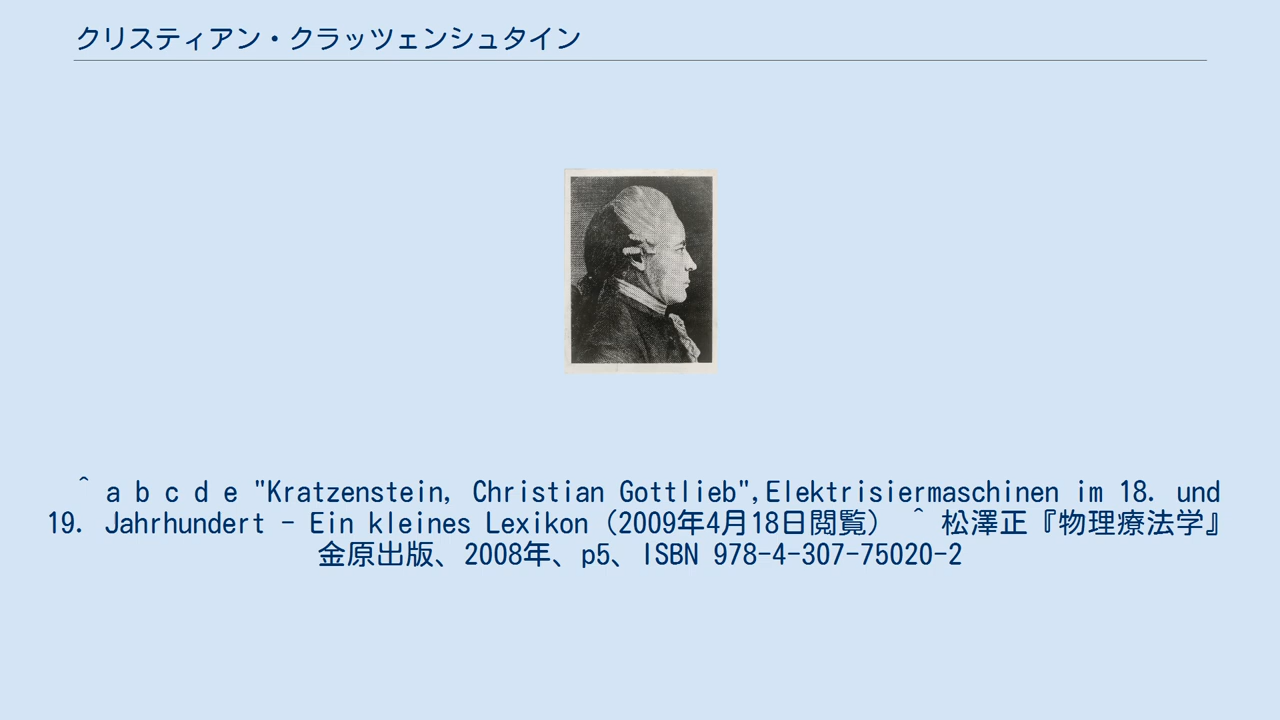 クリスティアン・クラッツェンシュタイン
^ a b c d e "Kratzenstein, Christian Gottlieb",Elektrisiermaschinen im 18. und
19. Jahrhundert - Ein kleines Lexikon（2009年4月18日閲覧） ^ 松澤正『物理療法学』
金原出版、2008年、p5、ISBN 978-4-307-75020-2